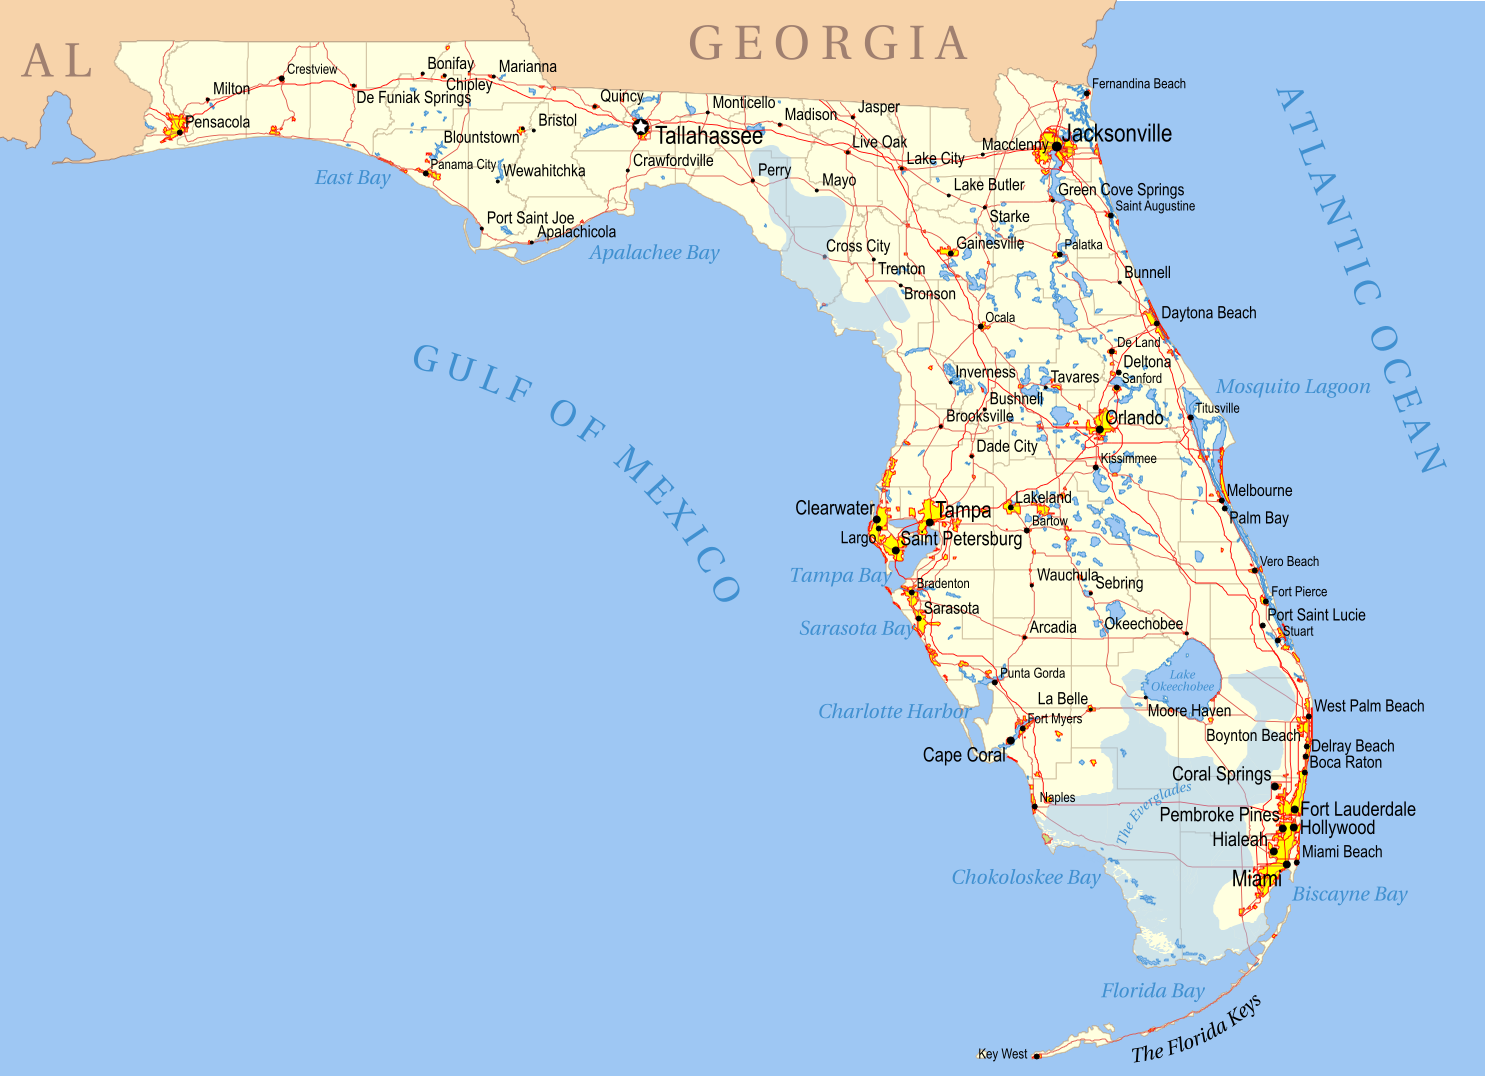 GEORGIA
AL
Bonifay
Marianna
Crestview
Chipley
Milton
De Funiak Springs
Quincy
Monticello
Jasper
Fernandina Beach
Pensacola
Bristol
Madison
Blountstown
Tallahassee
Jacksonville
Live Oak
Macclenny
Panama City
Wewahitchka
Crawfordville
Lake City
East Bay
Perry
Mayo
Lake Butler
Green Cove Springs
Saint Augustine
Port Saint Joe
Starke
Apalachicola
Apalachee Bay
Cross City
Gainesville
Palatka
Trenton
Bunnell
Bronson
ATLANTIC OCEAN
Ocala
Daytona Beach
De Land
Deltona
GULF OF MEXICO
Inverness
Tavares
Sanford
Mosquito Lagoon
Bushnell
Brooksville
Orlando
Titusville
Dade City
Kissimmee
Clearwater
Tampa
Lakeland
Melbourne
Palm Bay
Bartow
Largo
Saint Petersburg
Vero Beach
Tampa Bay
Bradenton
Wauchula
Sebring
Fort Pierce
Sarasota
Port Saint Lucie
Sarasota Bay
Arcadia
Okeechobee
Stuart
Punta Gorda
Lake
Okeechobee
La Belle
Charlotte Harbor
Moore Haven
West Palm Beach
Fort Myers
Boynton Beach
Delray Beach
Cape Coral
Boca Raton
Coral Springs
Naples
The Everglades
Pembroke Pines
Fort Lauderdale
Hollywood
Hialeah
Miami Beach
Chokoloskee Bay
Miami
Biscayne Bay
Florida Bay
The Florida Keys
Key West